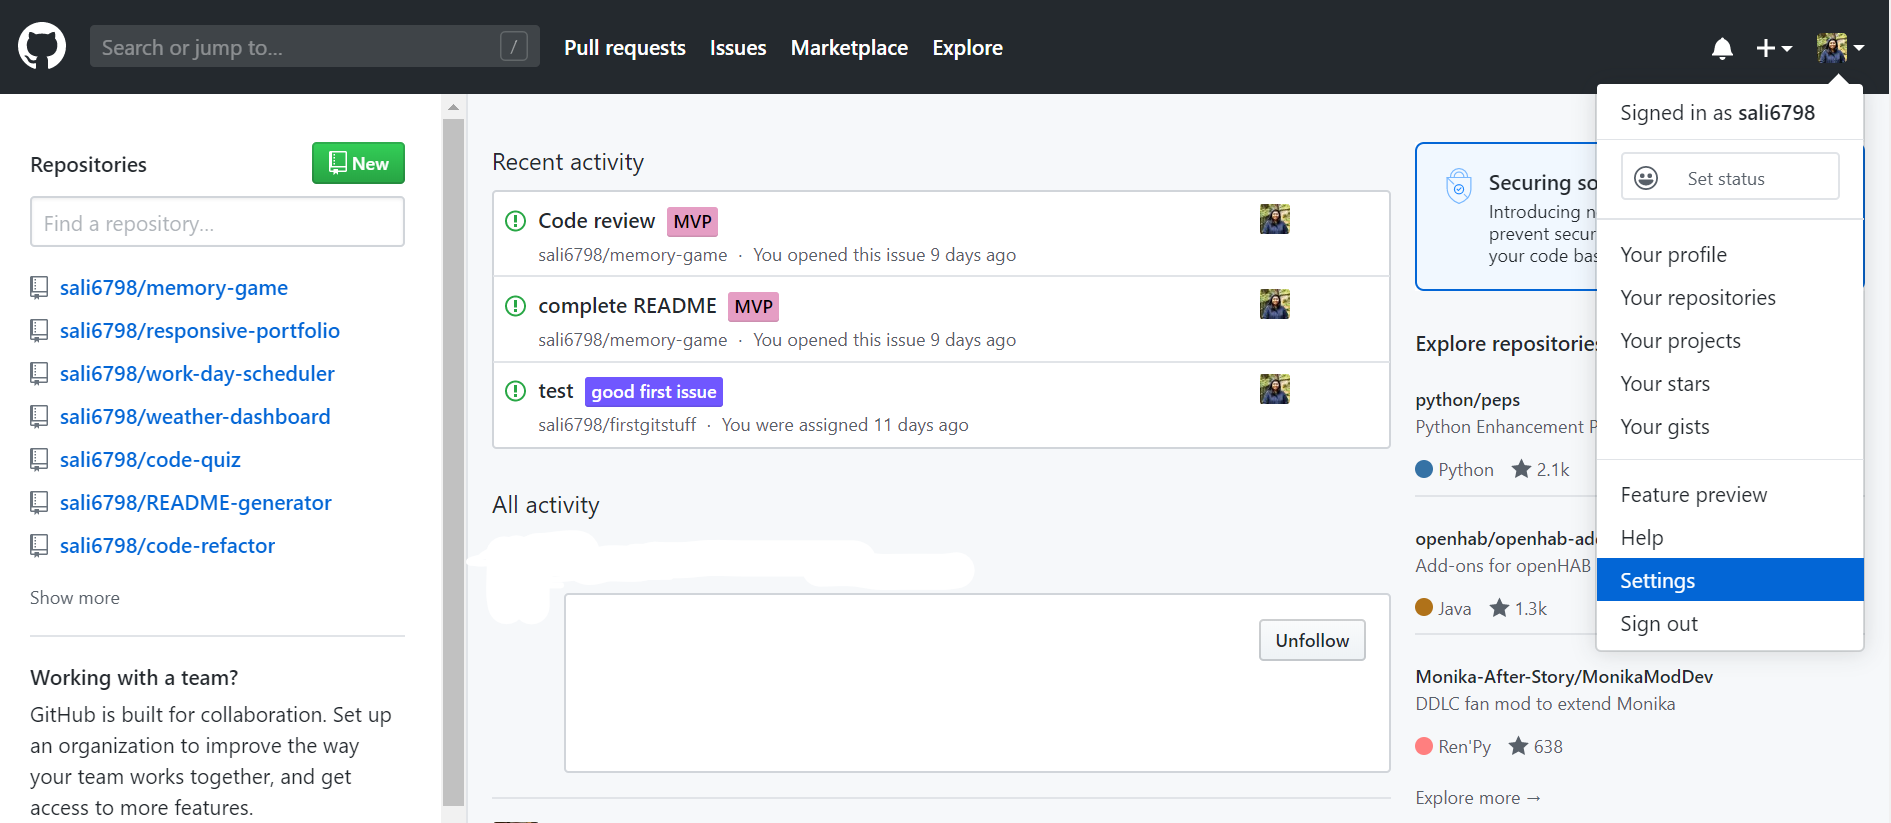 Search or jump to...
/
Pull requests
Issues
Marketplace
Explore
Repositories
New
Find a repository...
sali6798/memory-game
sali6798/responsive-portfolio
sali6798/work-day-scheduler
sali6798/weather-dashboard
sali6798/code-quiz
sali6798/README-generator
sali6798/code-refactor
Show more
Working with a team?
GitHub is built for collaboration. Set up
an organization to improve the way
your team works together, and get
access to more features.
Recent activity
Code review MVP
sali6798/memory-game · You opened this issue 9 days ago
complete README MVP
sali6798/memory-game · You opened this issue 9 days ago
test good first issue
sali6798/firstgitstuff · You were assigned 11 days ago
All activity
Unfollow
Securing so
Introducing n
prevent secur
your code bas
Explore repositories
python/peps
Python Enhancement P
Python 2.1k
openhab/openhab-add
Add-ons for openHAB
Java 1.3k
Monika-After-Story/MonikaModDev
DDLC fan mod to extend Monika
Ren'Py 638
Explore more →
Signed in as sali6798
Set status
Your profile
Your repositories
Your projects
Your stars
Your gists
Feature preview
Help
Settings
Sign out